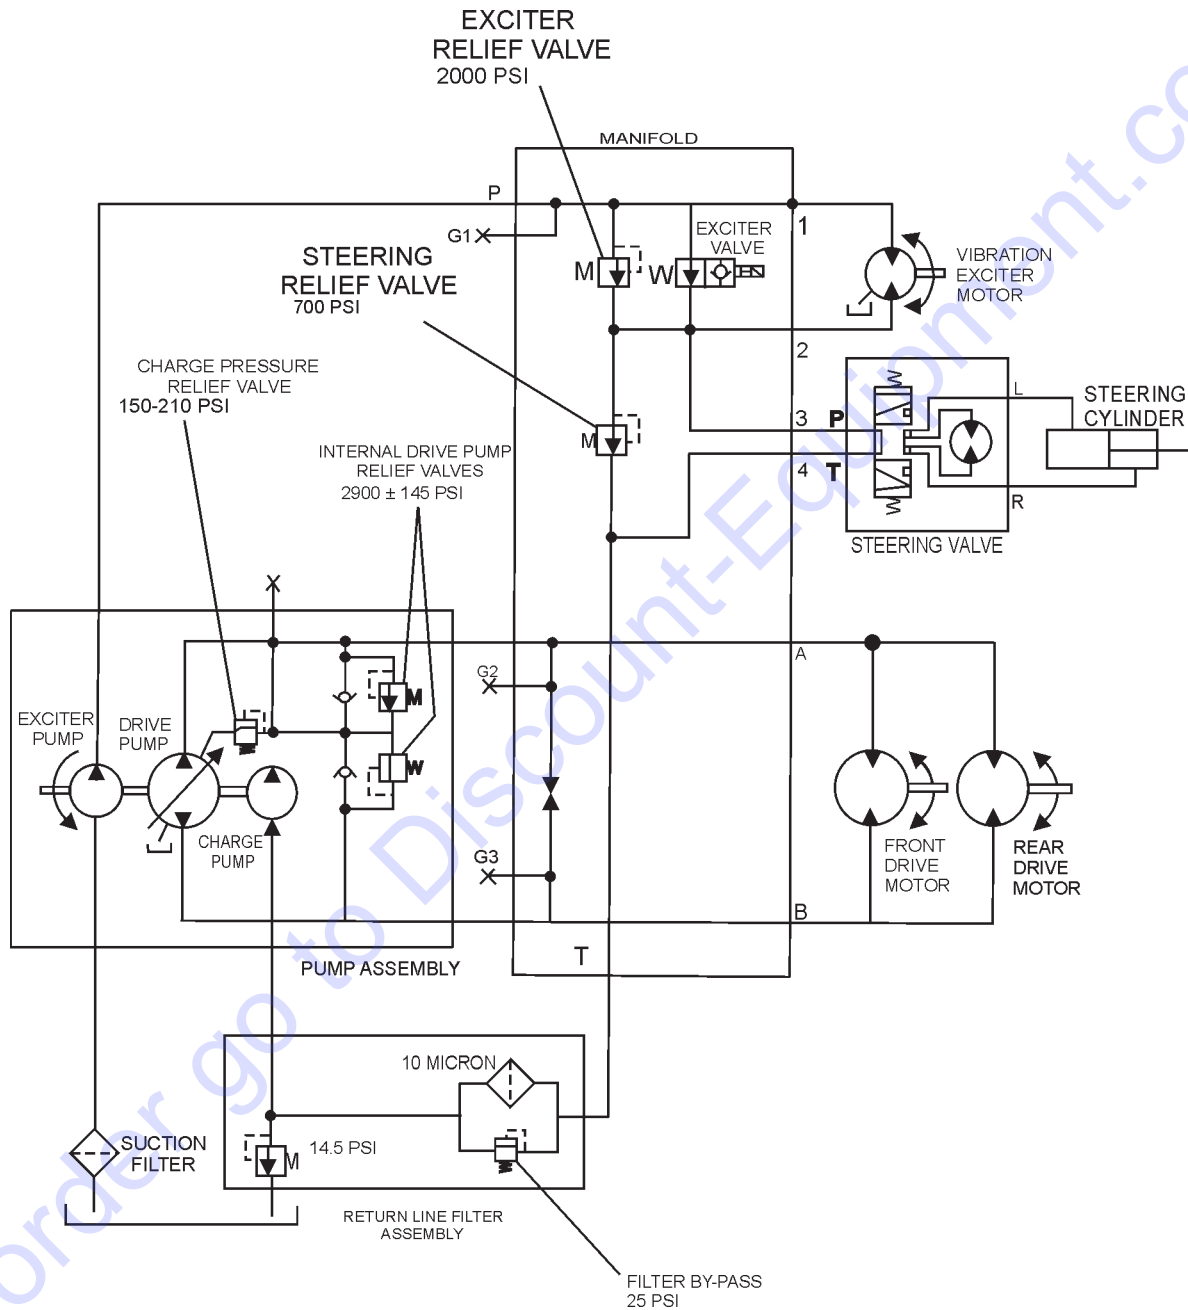 EXCITER
RELIEF VALVE
2000 PSI
MANIFOLD
P
1
G1
EXCITER
VALVE
STEERING
RELIEF VALVE
700 PSI
M
W
VIBRATION
EXCITER
MOTOR
2
CHARGE PRESSURE
RELIEF VALVE
150-210 PSI
L
STEERING
CYLINDER
3
P
M
INTERNAL DRIVE PUMP
RELIEF VALVES
2900 ± 145 PSI
4
T
R
STEERING VALVE
A
G2
M
EXCITER
PUMP
DRIVE
PUMP
W
CHARGE
PUMP
G3
FRONT
DRIVE
MOTOR
REAR
DRIVE
MOTOR
B
T
PUMP ASSEMBLY
10 MICRON
SUCTION
FILTER
14.5 PSI
M
RETURN LINE FILTER
ASSEMBLY
FILTER BY-PASS
25 PSI
order go to Discount-Equipment.co